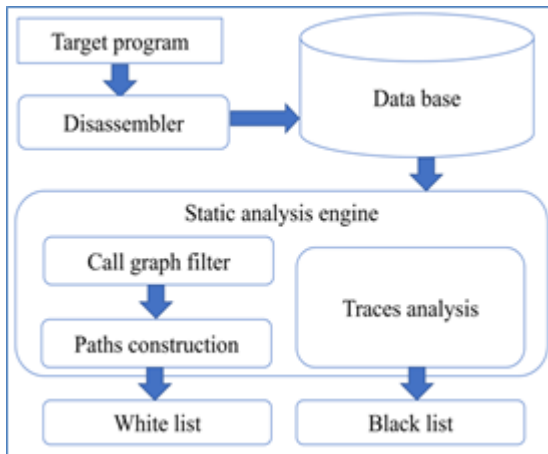 Target program
Disassembler
Data base
Static analysis engine
Call graph filter
Paths construction
Traces analysis
White list
Black list